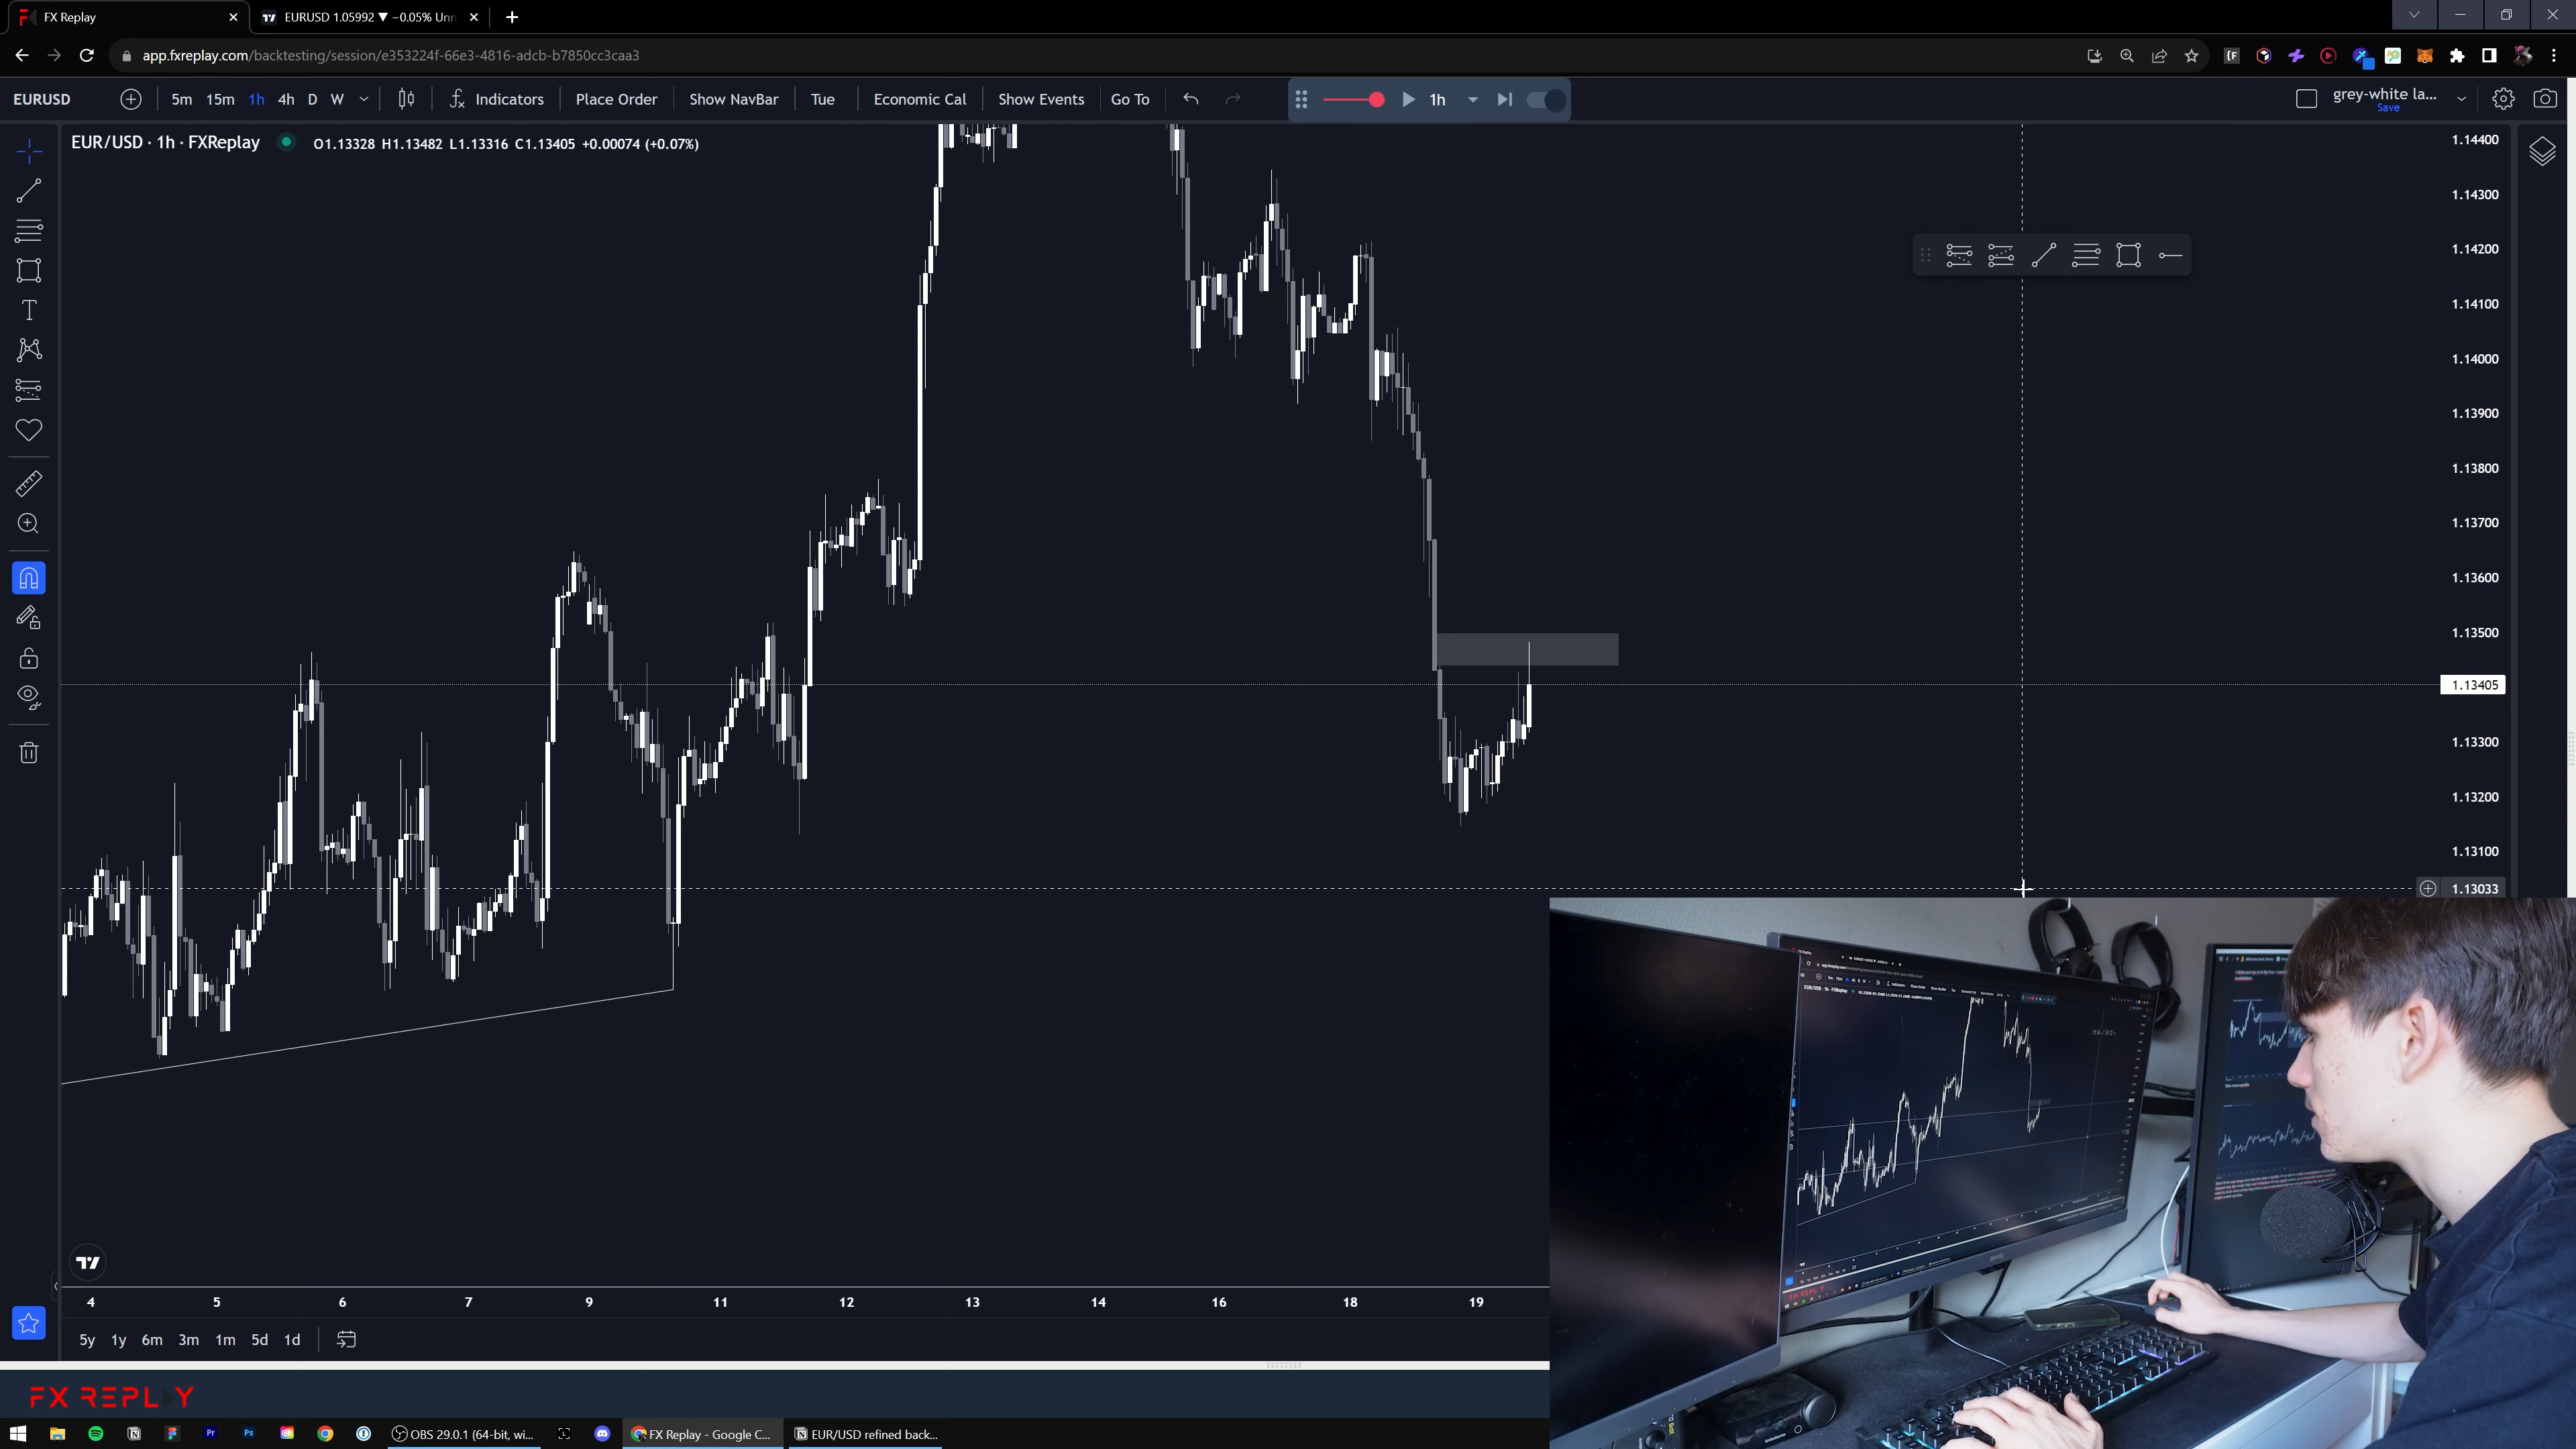 FX Replay
EURUSD 1.05992 ▼ −0.05% Unn
app.fxreplay.com/backtesting/session/e353224f-66e3-4816-adcb-b7850cc3caa3
EURUSD 5m 15m 1h 4h D W Indicators Place Order Show NavBar Tue Economic Cal Show Events Go To 1h grey-white la...
Save
EUR/USD · 1h · FXReplay O1.13328 H1.13482 L1.13316 C1.13405 +0.00074 (+0.07%)
1.14400
1.14300
1.14200
1.14100
1.14000
1.13900
1.13800
1.13700
1.13600
1.13500
1.13405
1.13300
1.13200
1.13100
1.13033
4 5 6 7 9 11 12 13 14 16 18 19
5y 1y 6m 3m 1m 5d 1d
FX REPLAY
OBS 29.0.1 (64-bit, wi...
FX Replay - Google C...
EUR/USD refined back...